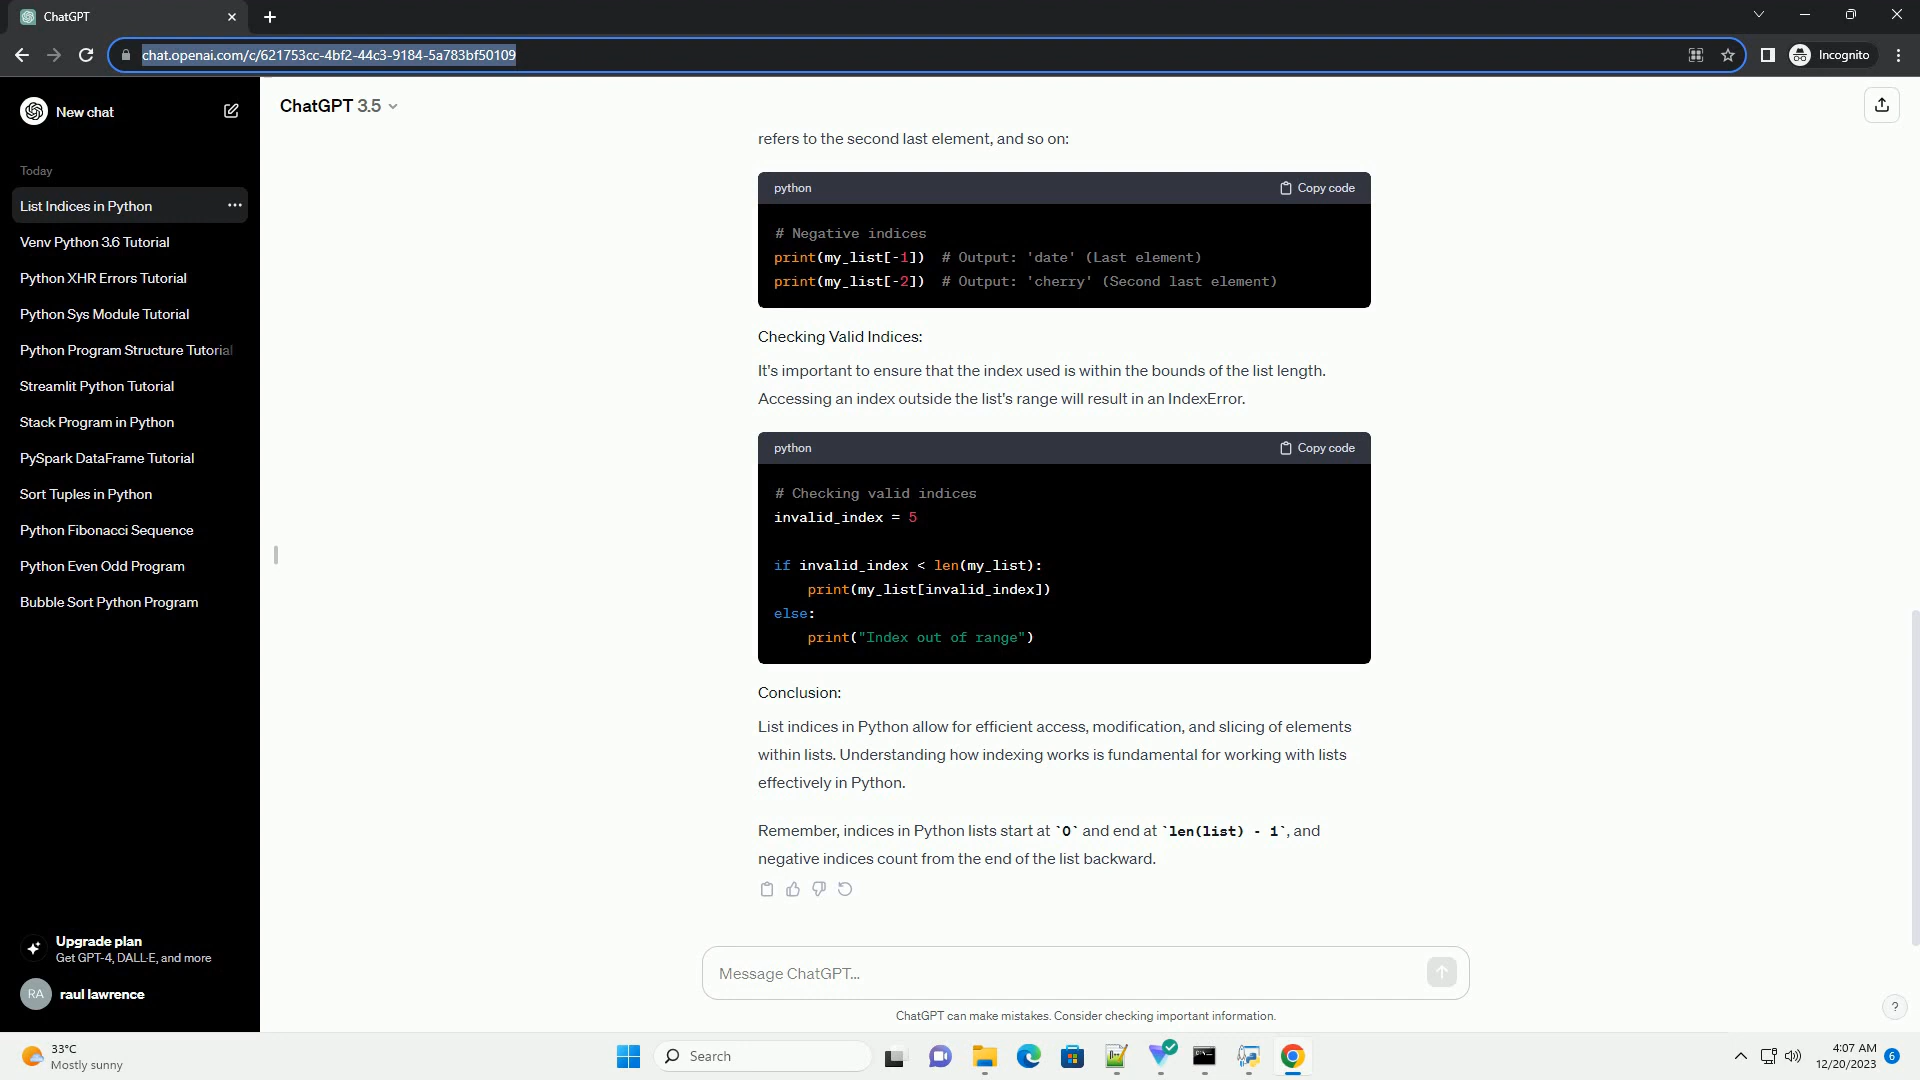 ChatGPT
chat.openai.com/c/621753cc-4bf2-44c3-9184-5a783bf50109
Incognito
New chat
Today
List Indices in Python
Venv Python 3.6 Tutorial
Python XHR Errors Tutorial
Python Sys Module Tutorial
Python Program Structure Tutorial
Streamlit Python Tutorial
Stack Program in Python
PySpark DataFrame Tutorial
Sort Tuples in Python
Python Fibonacci Sequence
Python Even Odd Program
Bubble Sort Python Program
Upgrade plan
Get GPT-4, DALL·E, and more
RA
raul lawrence
ChatGPT 3.5
refers to the second last element, and so on:
python
Copy code
# Negative indices
print(my_list[-1])  # Output: 'date' (Last element)
print(my_list[-2])  # Output: 'cherry' (Second last element)
Checking Valid Indices:
It's important to ensure that the index used is within the bounds of the list length.
Accessing an index outside the list's range will result in an IndexError.
python
Copy code
# Checking valid indices
invalid_index = 5
if invalid_index < len(my_list):
    print(my_list[invalid_index])
else:
    print("Index out of range")
Conclusion:
List indices in Python allow for efficient access, modification, and slicing of elements
within lists. Understanding how indexing works is fundamental for working with lists
effectively in Python.
Remember, indices in Python lists start at `0` and end at `len(list) - 1`, and
negative indices count from the end of the list backward.
Message ChatGPT...
ChatGPT can make mistakes. Consider checking important information.
?
33°C
Mostly sunny
Search
4:07 AM
12/20/2023
6